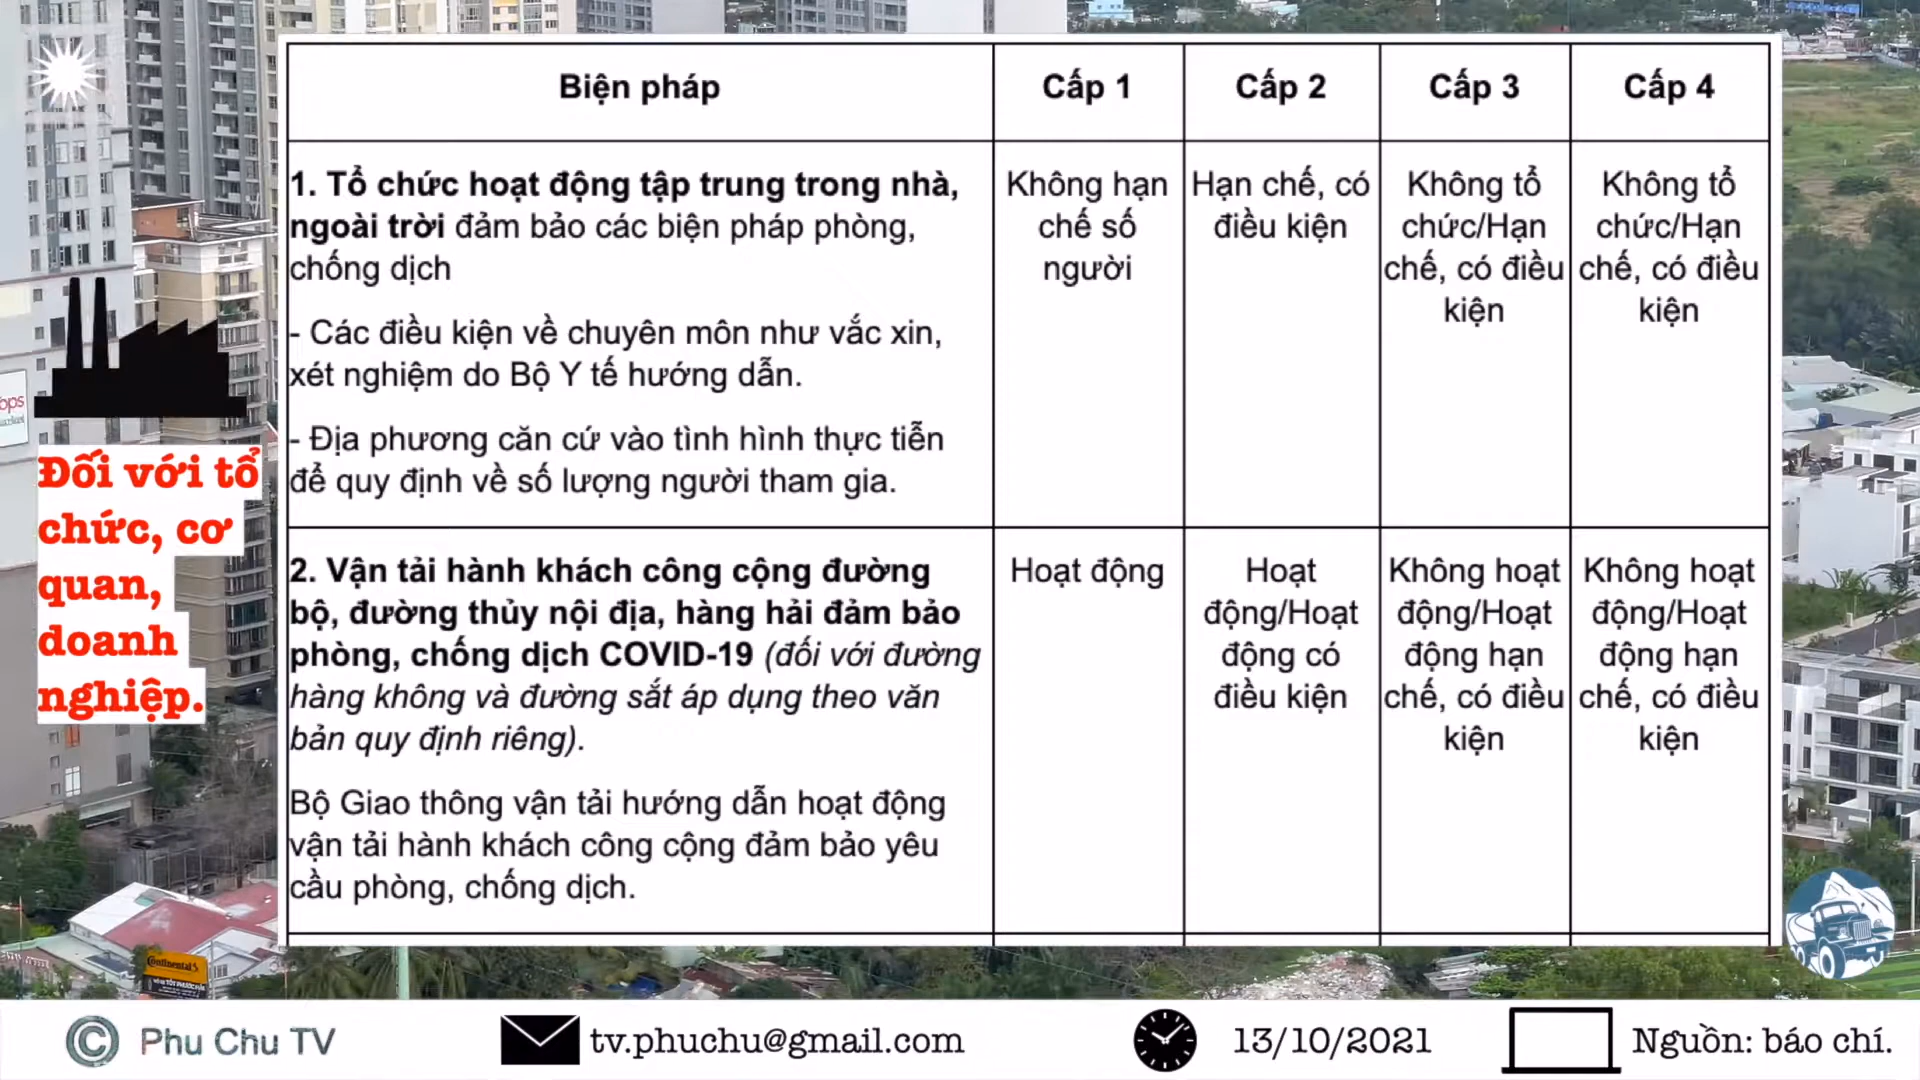 Biện pháp
Cấp 1
Cấp 2
Cấp 3
Cấp 4
1. Tổ chức hoạt động tập trung trong nhà,
ngoài trời đảm bảo các biện pháp phòng,
chống dịch
- Các điều kiện về chuyên môn như vắc xin,
xét nghiệm do Bộ Y tế hướng dẫn.
- Địa phương căn cứ vào tình hình thực tiễn
để quy định về số lượng người tham gia.
Không hạn
chế số
người
Hạn chế, có
điều kiện
Không tổ
chức/Hạn
chế, có điều
kiện
Không tổ
chức/Hạn
chế, có điều
kiện
2. Vận tải hành khách công cộng đường
bộ, đường thủy nội địa, hàng hải đảm bảo
phòng, chống dịch COVID-19 (đối với đường
hàng không và đường sắt áp dụng theo văn
bản quy định riêng).
Bộ Giao thông vận tải hướng dẫn hoạt động
vận tải hành khách công cộng đảm bảo yêu
cầu phòng, chống dịch.
Hoạt động
Hoạt
động/Hoạt
động có
điều kiện
Không hoạt
động/Hoạt
động hạn
chế, có điều
kiện
Không hoạt
động/Hoạt
động hạn
chế, có điều
kiện
Đối với tổ
chức, cơ
quan,
doanh
nghiệp.
Continental
© Phu Chu TV
tv.phuchu@gmail.com
13/10/2021
Nguồn: báo chí.